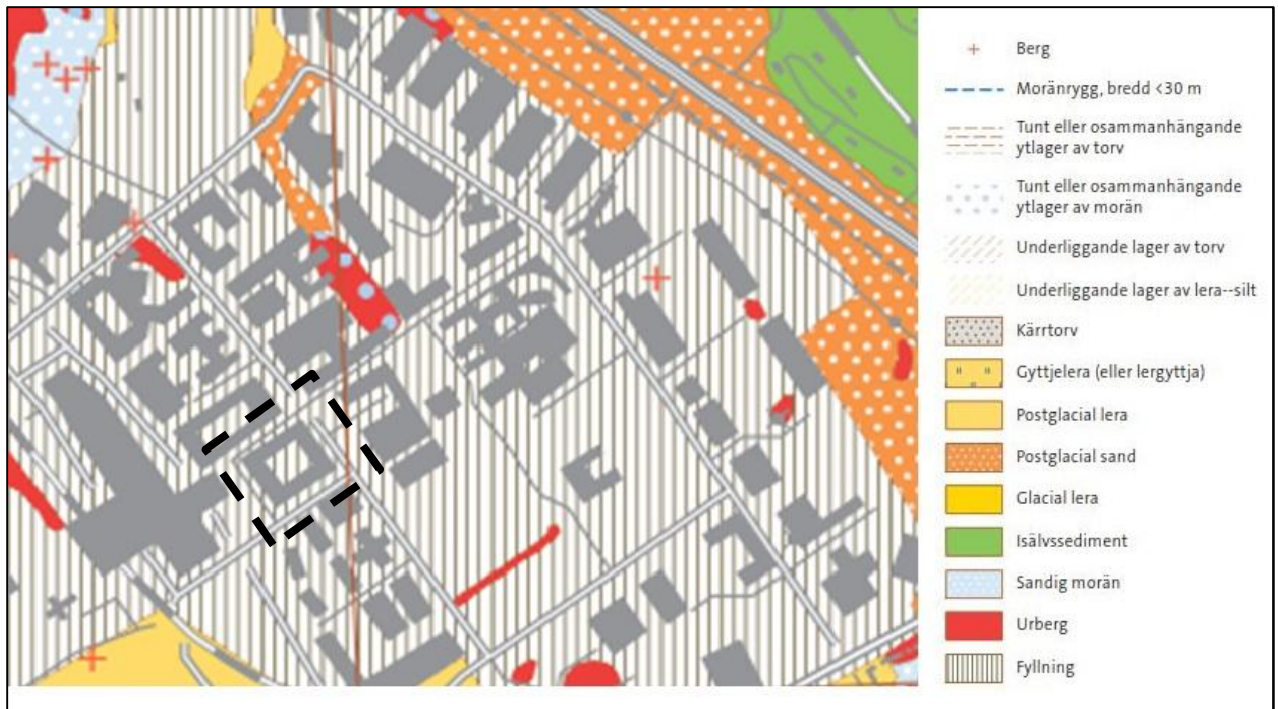 Berg
Moränrygg, bredd <30 m
Tunt eller osammanhängande
ytlager av torv
Tunt eller osammanhängande
ytlager av morän
Underliggande lager av torv
Underliggande lager av lera--silt
Kärrtorv
Gyttjelera (eller lergyttja)
Postglacial lera
Postglacial sand
Glacial lera
Isälvssediment
Sandig morän
Urberg
Fyllning